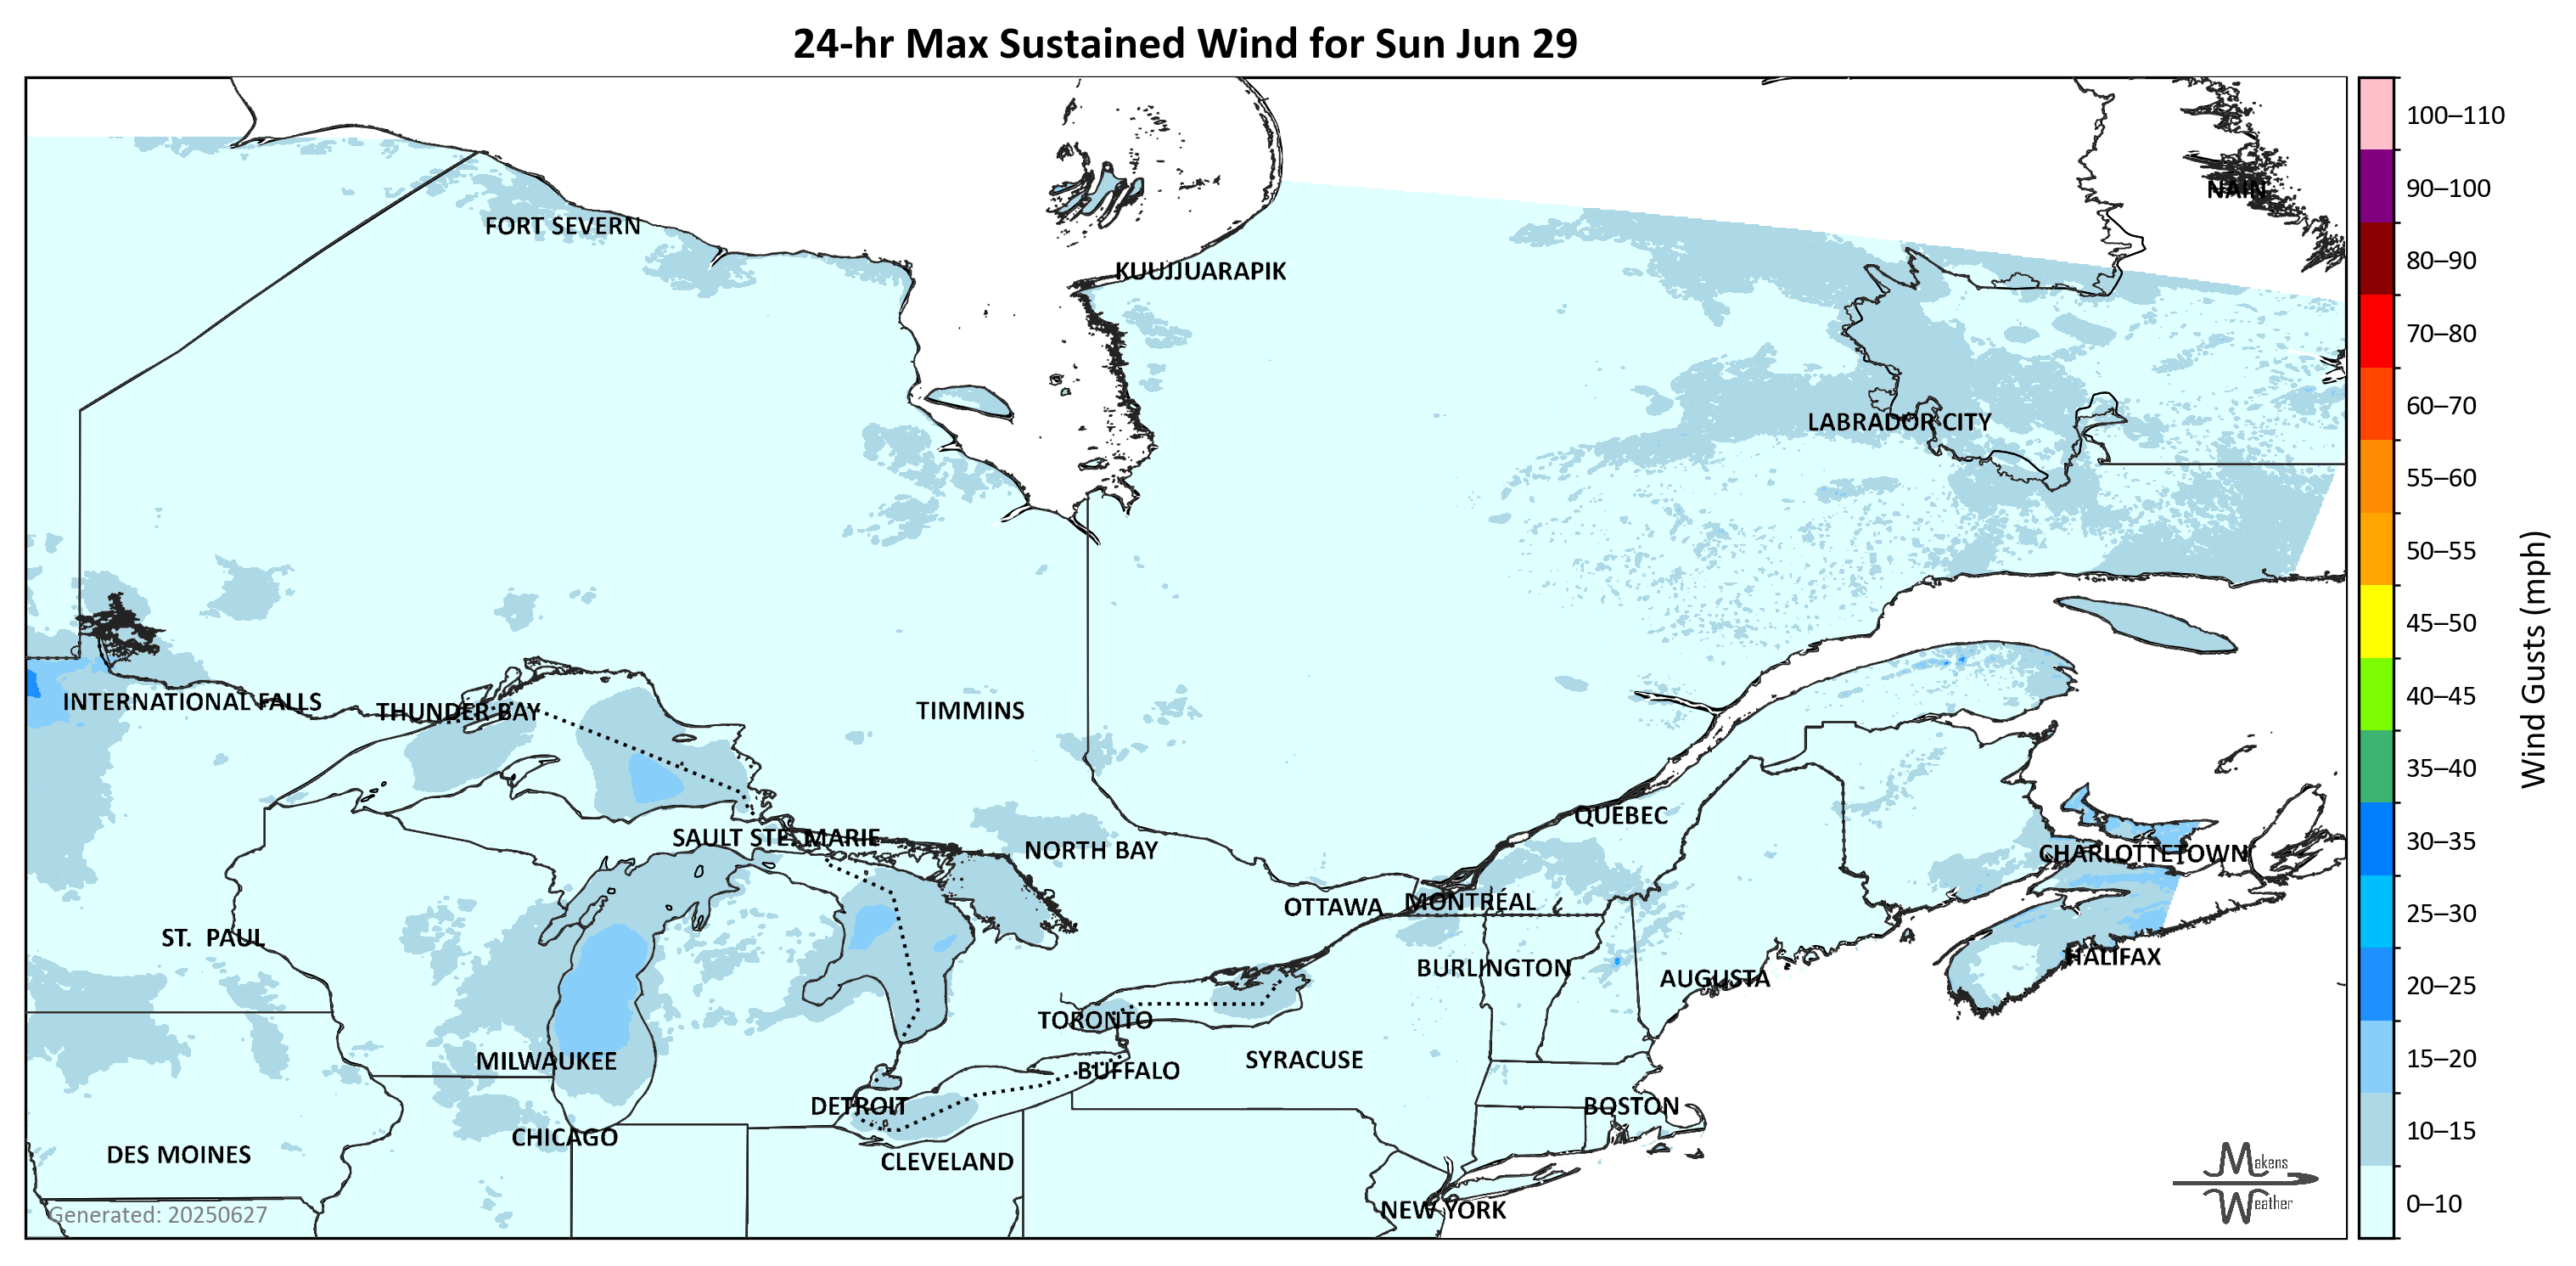 24-hr Max Sustained Wind for Sun Jun 29
100–110
NAIN
90–100
FORT SEVERN
80–90
KUUJJUARAPIK
70–80
60–70
LABRADOR CITY
55–60
50–55
45–50
Wind Gusts (mph)
INTERNATIONAL FALLS
THUNDER BAY
TIMMINS
40–45
35–40
QUEBEC
SAULT STE. MARIE
NORTH BAY
CHARLOTTETOWN
30–35
OTTAWA
MONTRÉAL
25–30
ST. PAUL
HALIFAX
BURLINGTON
AUGUSTA
20–25
TORONTO
MILWAUKEE
SYRACUSE
15–20
BUFFALO
DETROIT
BOSTON
CHICAGO
10–15
DES MOINES
CLEVELAND
Makens
Weather
NEW YORK
0–10
Generated: 20250627